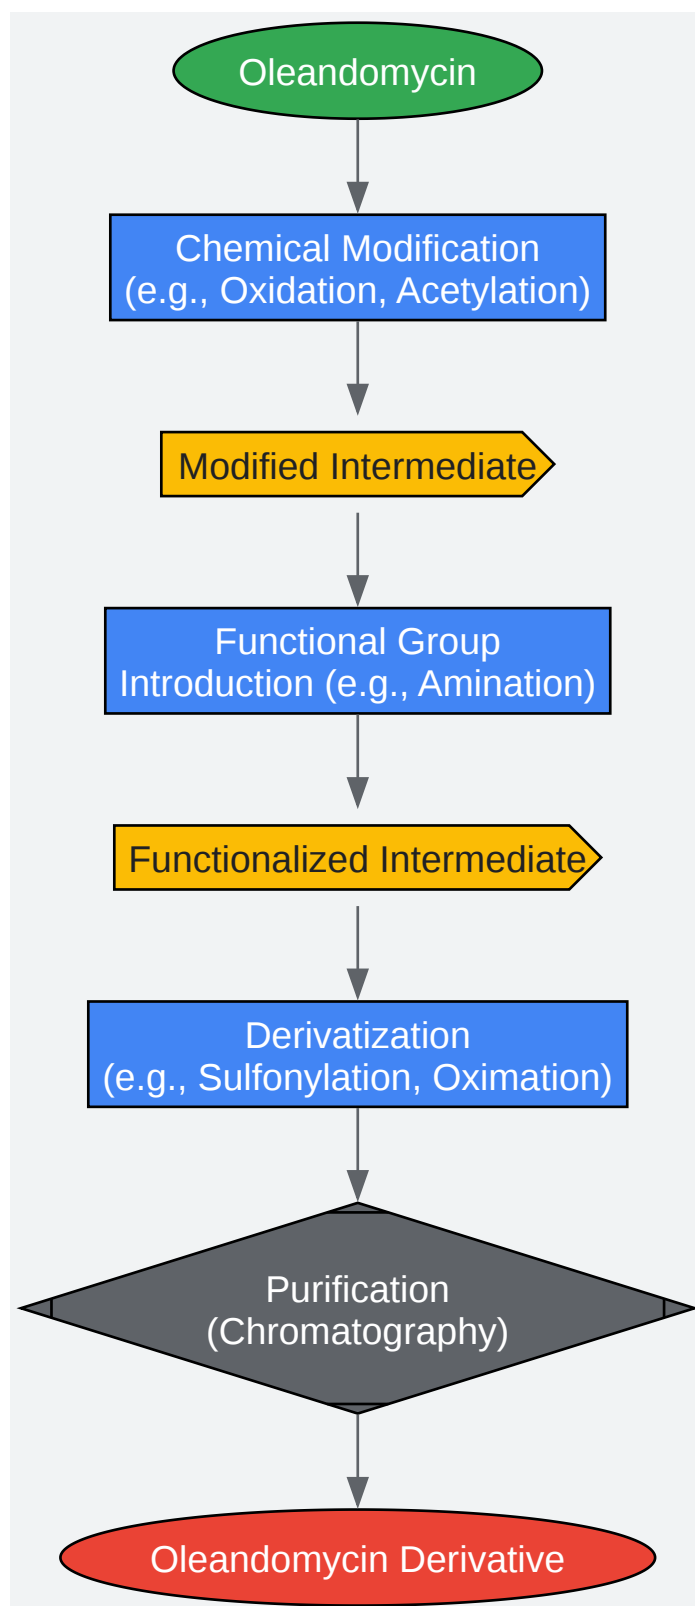 Oleandomycin
Chemical Modification
(e.g., Oxidation, Acetylation)
Modified Intermediate
Functional Group
Introduction (e.g., Amination)
Functionalized Intermediate
Derivatization
(e.g., Sulfonylation, Oximation)
Purification
(Chromatography)
Oleandomycin Derivative